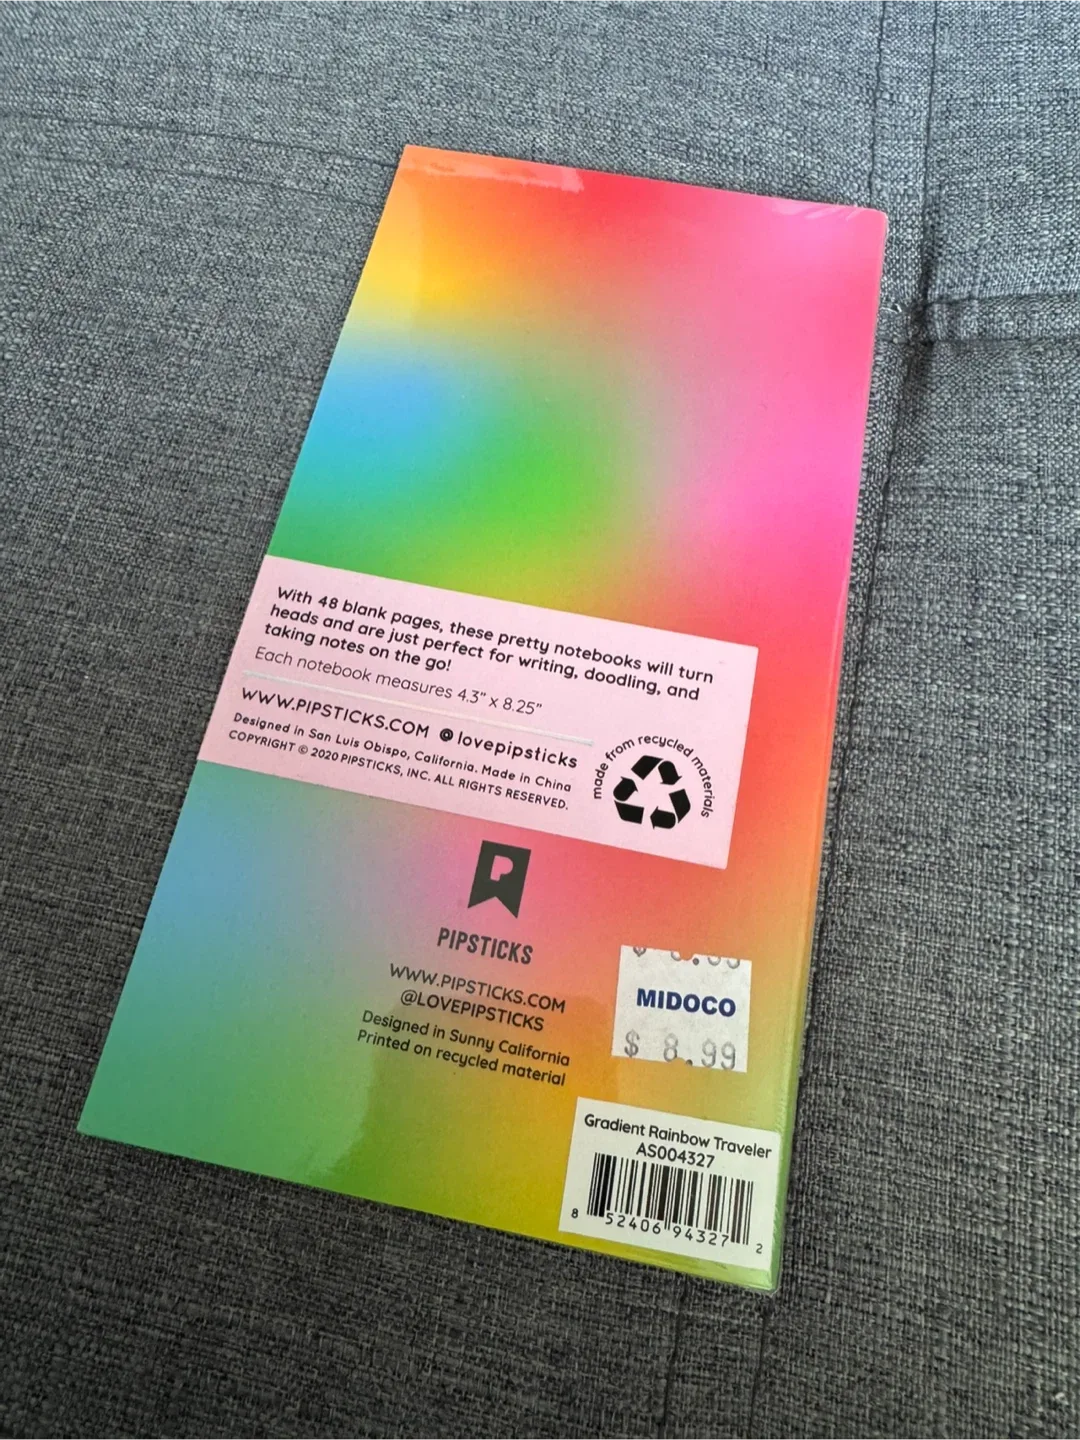 With 48 blank pages, these pretty notebooks will turn
heads and are just perfect for writing, doodling, and
taking notes on the go!
Each notebook measures 4.3" x 8.25"
WWW.PIPSTICKS.COM @lovepipsticks
Designed in San Luis Obispo, California. Made in China
COPYRIGHT © 2020 PIPSTICKS, INC. ALL RIGHTS RESERVED.
made from recycled materials
PIPSTICKS
WWW.PIPSTICKS.COM
@LOVEPIPSTICKS
Designed in Sunny California
Printed on recycled material
MIDOCO
$ 8.99
Gradient Rainbow Traveler
AS004327
8 52406 94327 2